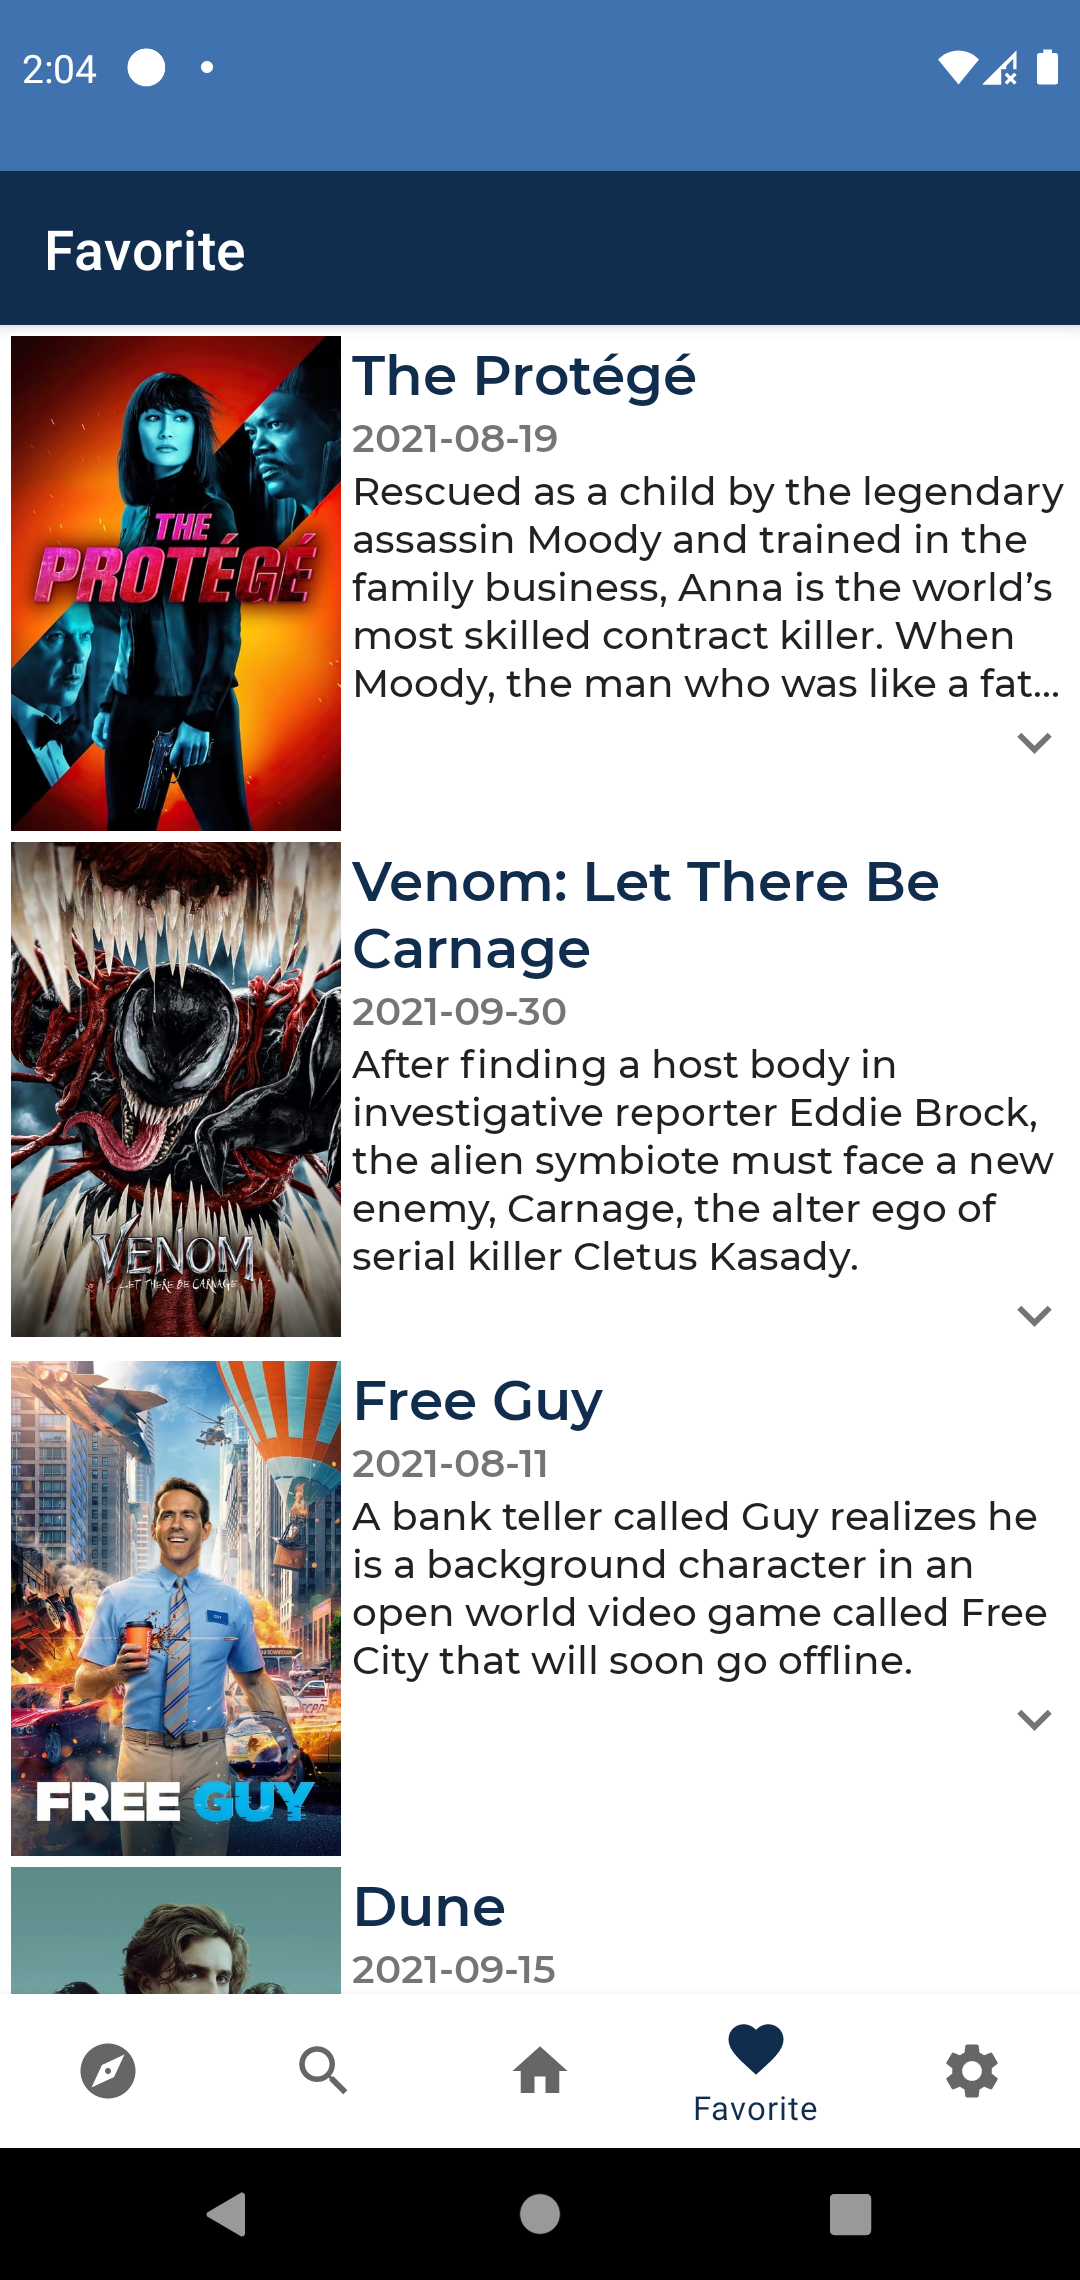 2:04
Favorite
THE
PROTÉGÉ
The Protégé
2021-08-19
Rescued as a child by the legendary
assassin Moody and trained in the
family business, Anna is the world’s
most skilled contract killer. When
Moody, the man who was like a fat...
VENOM
LET THERE BE CARNAGE
Venom: Let There Be
Carnage
2021-09-30
After finding a host body in
investigative reporter Eddie Brock,
the alien symbiote must face a new
enemy, Carnage, the alter ego of
serial killer Cletus Kasady.
FREE GUY
Free Guy
2021-08-11
A bank teller called Guy realizes he
is a background character in an
open world video game called Free
City that will soon go offline.
Dune
2021-09-15
Favorite